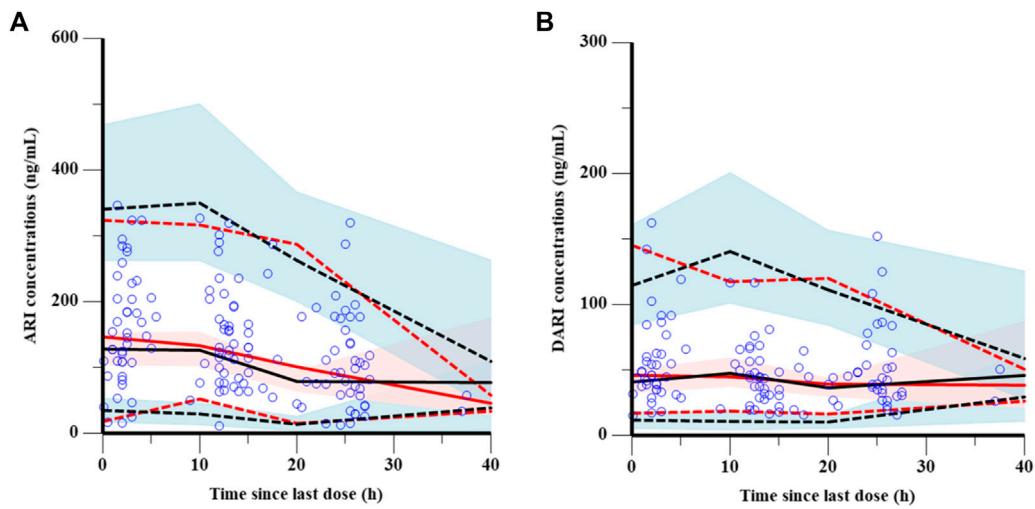 A
B
ARI concentrations (ng/mL)
600
400
200
0
0 10 20 30 40
Time since last dose (h)
DARI concentrations (ng/mL)
300
200
100
0
0 10 20 30 40
Time since last dose (h)